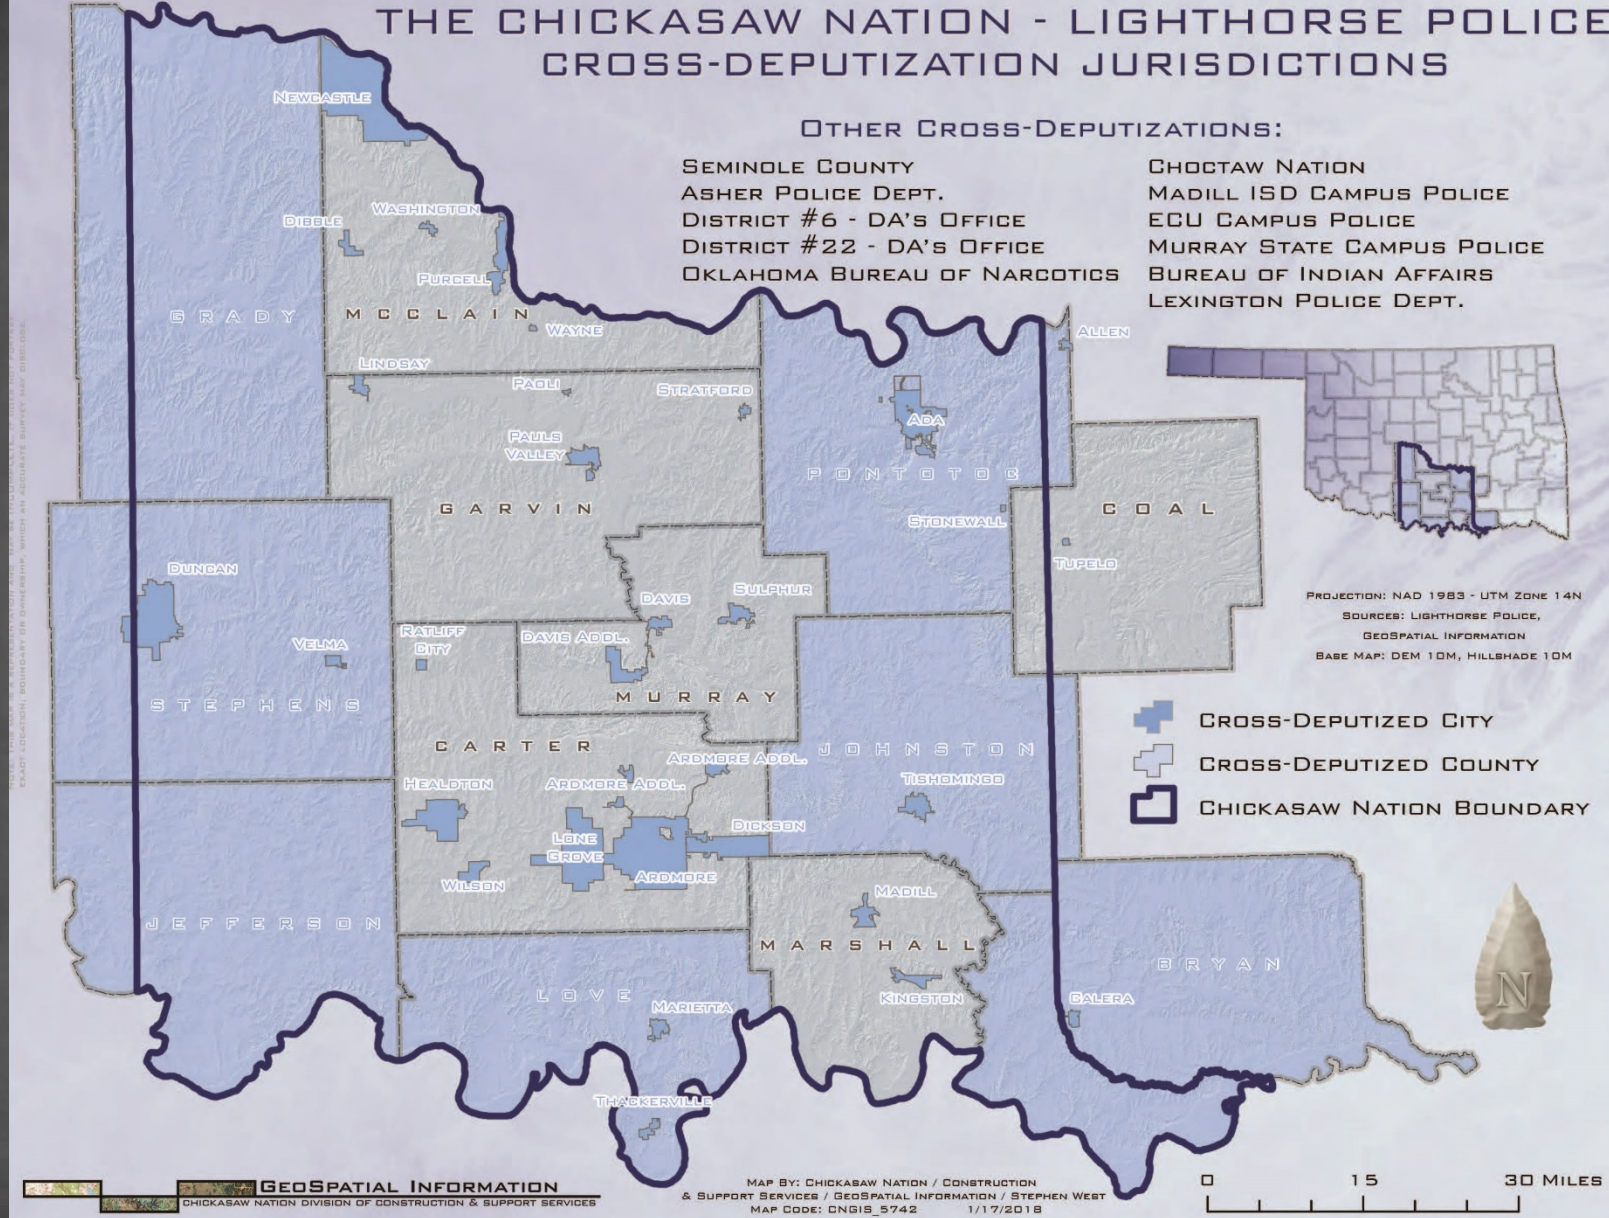 THE CHICKASAW NATION - LIGHTHORSE POLICE
CROSS-DEPUTIZATION JURISDICTIONS
OTHER CROSS-DEPUTIZATIONS:
SEMINOLE COUNTY
ASHER POLICE DEPT.
DISTRICT #6 - DA'S OFFICE
DISTRICT #22 - DA'S OFFICE
OKLAHOMA BUREAU OF NARCOTICS
CHOCTAW NATION
MADILL ISD CAMPUS POLICE
ECU CAMPUS POLICE
MURRAY STATE CAMPUS POLICE
BUREAU OF INDIAN AFFAIRS
LEXINGTON POLICE DEPT.
NEWCASTLE
WASHINGTON
DIBBLE
PURCELL
GRADY
MCCLAIN
WAYNE
ALLEN
LINDSAY
PAOLI
STRATFORD
ADA
PAULS
VALLEY
PONTOTOC
GARVIN
STONEWALL
COAL
TUPELO
DUNCAN
DAVIS
SULPHUR
VELMA
RATLIFF
CITY
DAVIS ADDL.
MURRAY
STEPHENS
CARTER
JOHNSTON
ARDMORE ADDL.
HEALDTON
ARDMORE ADDL.
TISHOMINGO
DICKSON
LONE
GROVE
WILSON
ARDMORE
MADILL
JEFFERSON
MARSHALL
BRYAN
LOVE
KINGSTON
CALERA
MARIETTA
THACKERVILLE
PROJECTION: NAD 1983 - UTM ZONE 14N
SOURCES: LIGHTHORSE POLICE,
GEOSPATIAL INFORMATION
BASE MAP: DEM 10M, HILLSHADE 10M
CROSS-DEPUTIZED CITY
CROSS-DEPUTIZED COUNTY
CHICKASAW NATION BOUNDARY
N
0 15 30 MILES
GEOSPATIAL INFORMATION
CHICKASAW NATION DIVISION OF CONSTRUCTION & SUPPORT SERVICES
MAP BY: CHICKASAW NATION / CONSTRUCTION
& SUPPORT SERVICES / GEOSPATIAL INFORMATION / STEPHEN WEST
MAP CODE: CNGIS_5742 1/17/2018